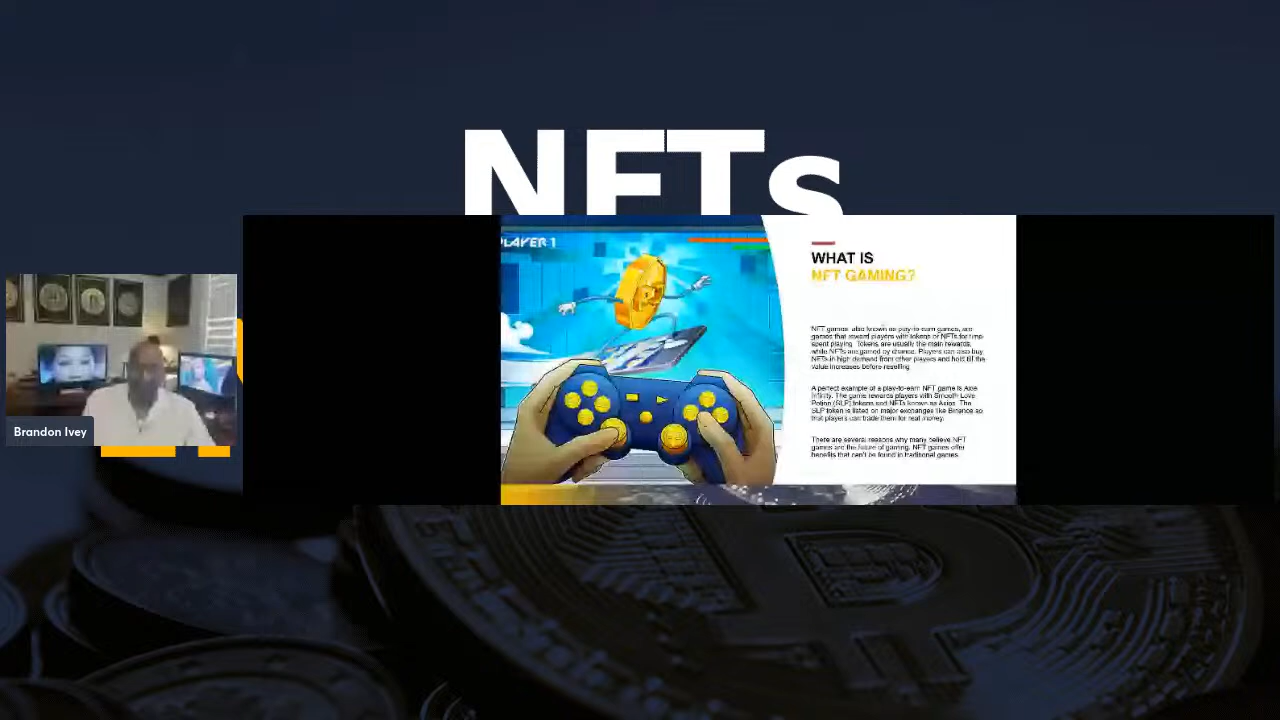 NFTs
PLAYER 1
WHAT IS
NFT GAMING?
NFT games, also known as play-to-earn games, are
games that reward players with tokens or NFTs for time
spent playing. Tokens are usually the main rewards,
while NFTs are gained by chance. Players can also buy
NFTs in high demand from other players and hold till the
value increases before reselling.
A perfect example of a play-to-earn NFT game is Axie
Infinity. The game rewards players with Smooth Love
Potion (SLP) tokens and NFTs known as Axies. The
SLP token is listed on major exchanges like Binance so
that players can trade them for real money.
There are several reasons why many believe NFT
games are the future of gaming. NFT games offer
benefits that can't be found in traditional games.
Brandon Ivey